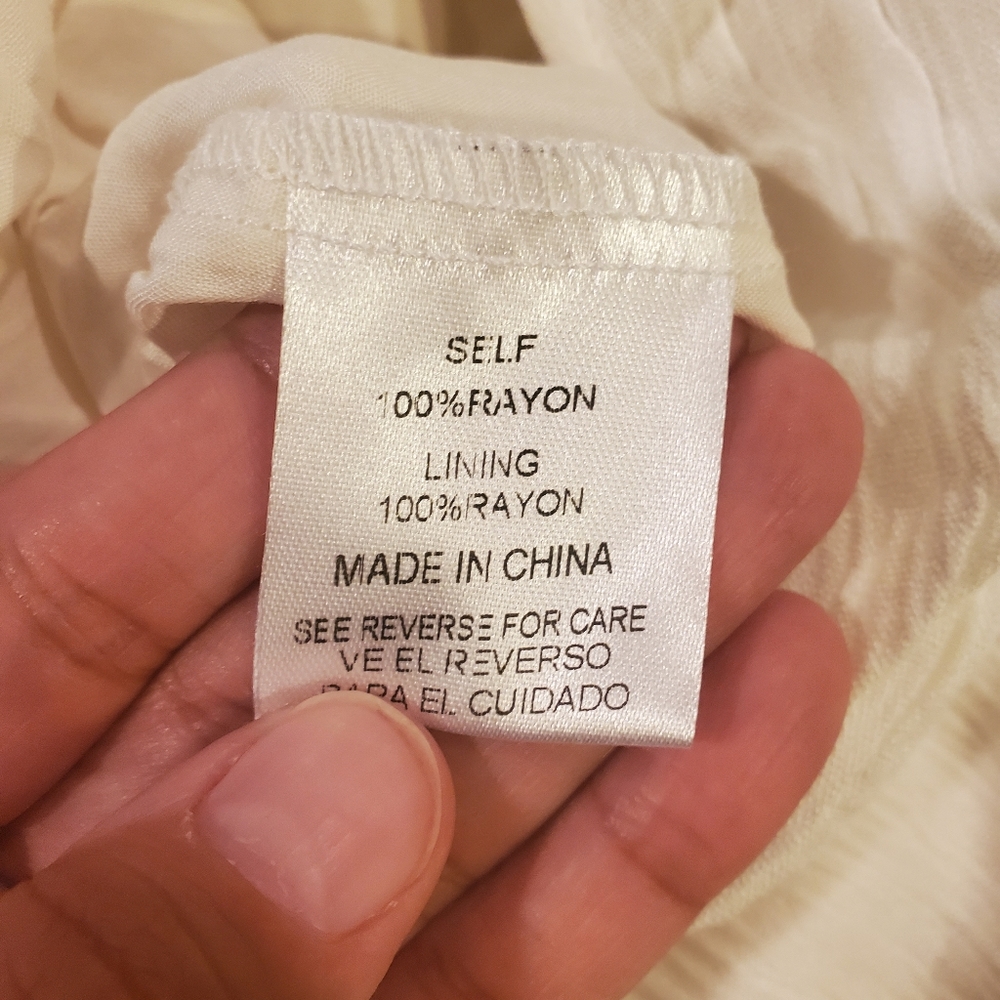 SELF
100%RAYON
LINING
100%RAYON
MADE IN CHINA
SEE REVERSE FOR CARE
VE EL REVERSO
PARA EL CUIDADO